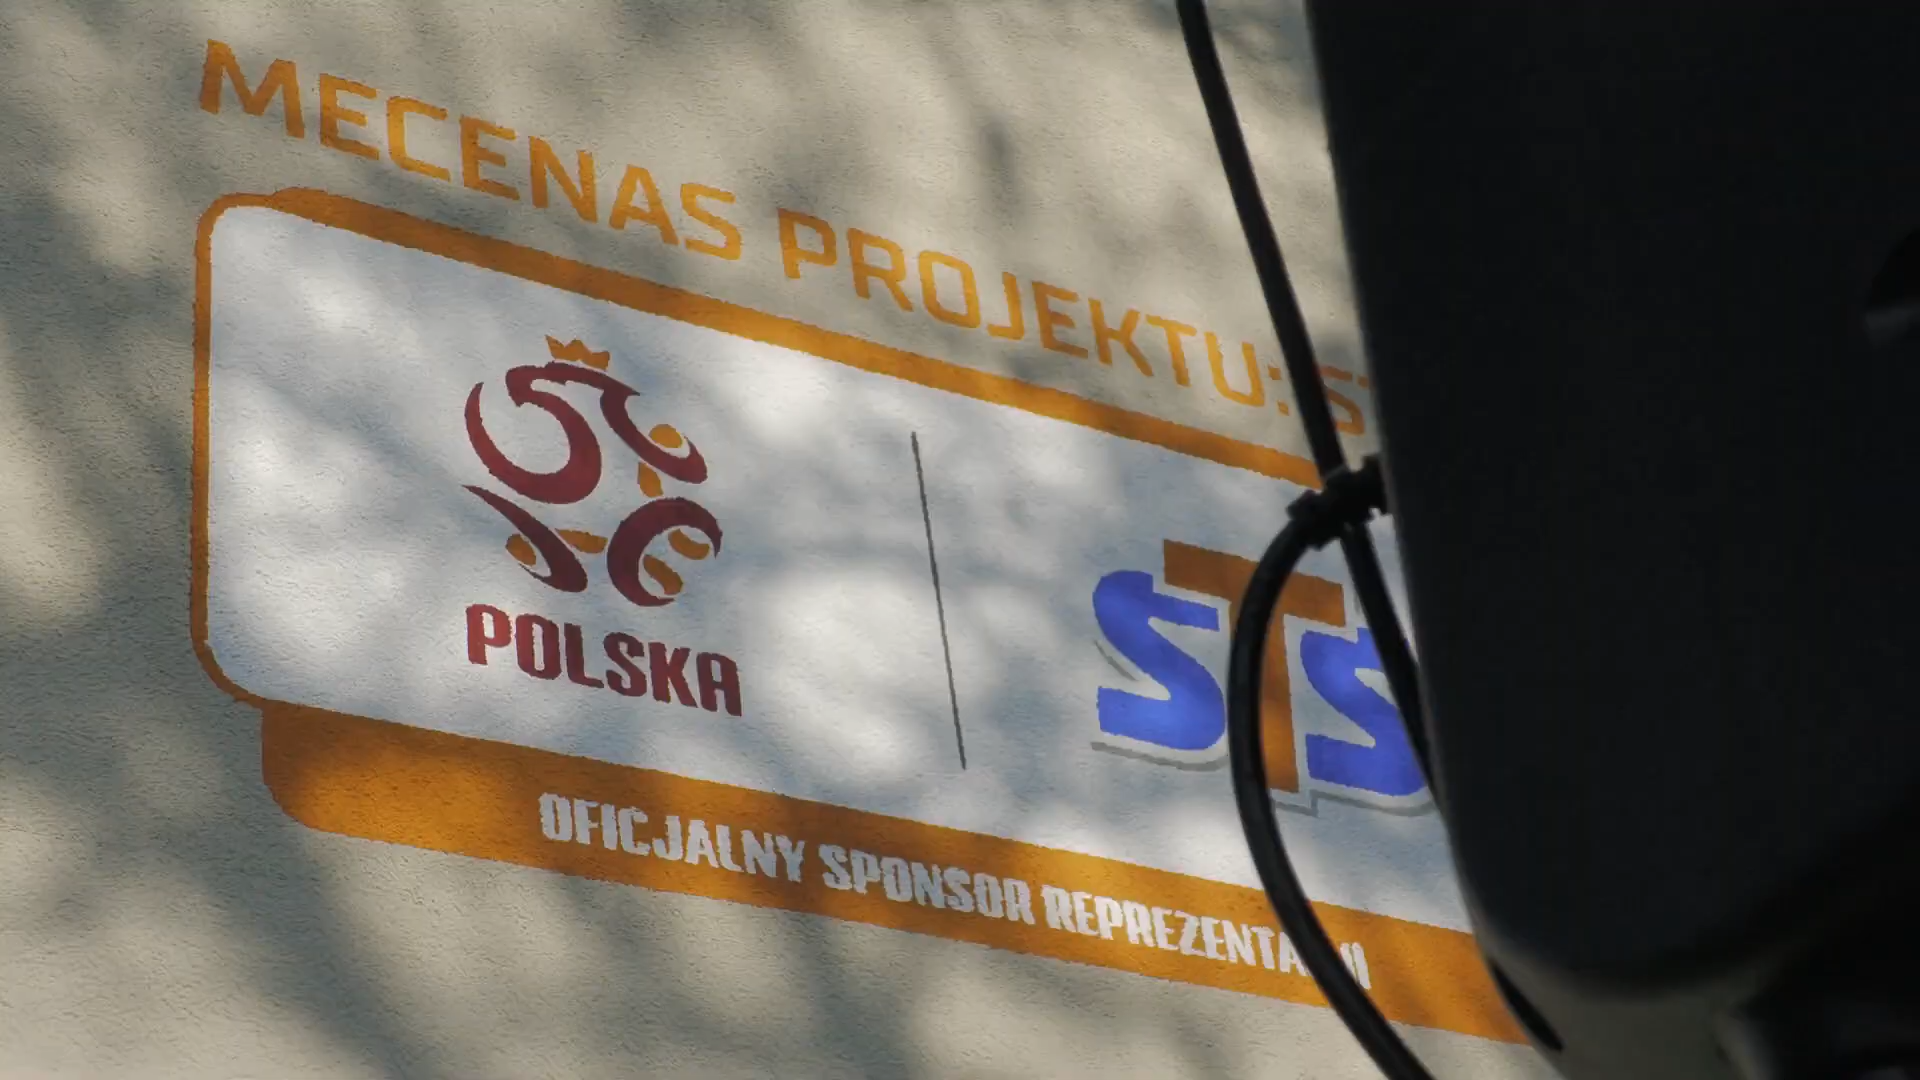 MECENAS PROJEKTU:
POLSKA
STS
OFICJALNY SPONSOR